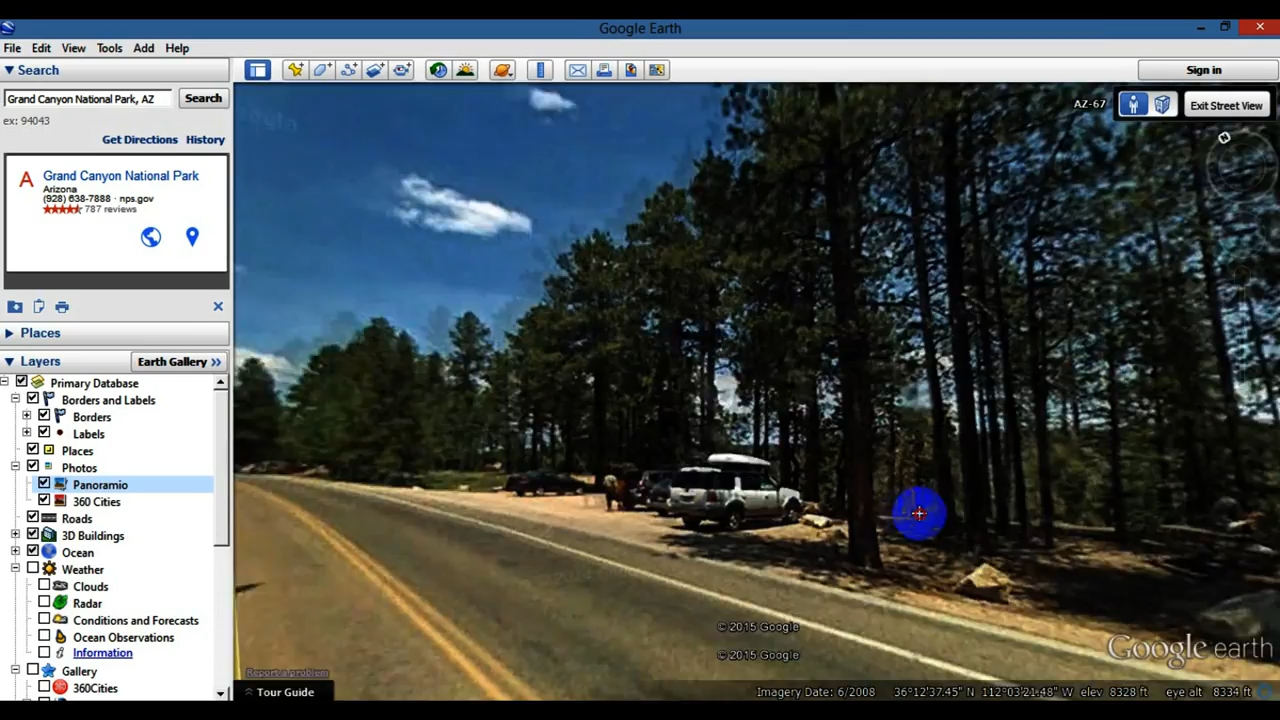 Google Earth
File Edit View Tools Add Help
Search
Sign in
Grand Canyon National Park, AZ Search
ex: 94043
Get Directions History
A Grand Canyon National Park
Arizona
(928) 638-7888 · nps.gov
787 reviews
Places
Layers
Earth Gallery >>
Primary Database
Borders and Labels
Borders
Labels
Places
Photos
Panoramio
360 Cities
Roads
3D Buildings
Ocean
Weather
Clouds
Radar
Conditions and Forecasts
Ocean Observations
Information
Gallery
360Cities
AZ-67
Exit Street View
© 2015 Google
© 2015 Google
Google earth
Report a problem
Tour Guide
Imagery Date: 6/2008 36°12'37.45" N 112°03'21.48" W elev 8328 ft eye alt 8334 ft